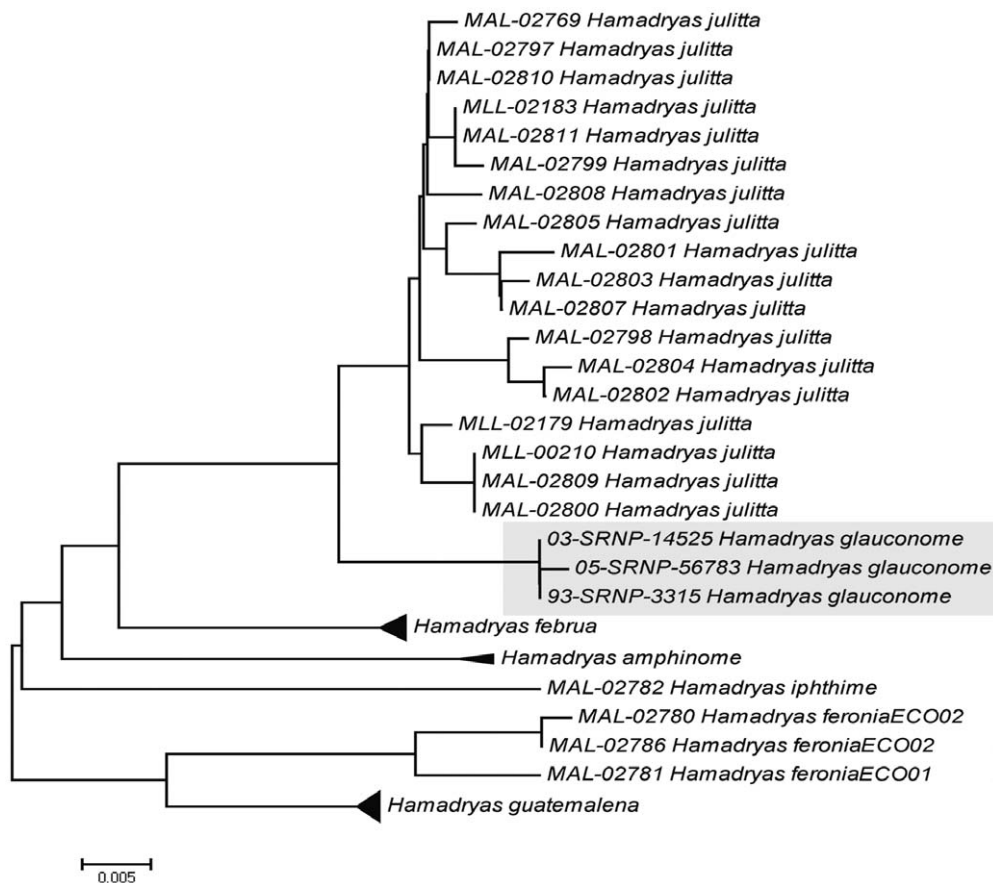 MAL-02769 Hamadryas julitta
MAL-02797 Hamadryas julitta
MAL-02810 Hamadryas julitta
MLL-02183 Hamadryas julitta
MAL-02811 Hamadryas julitta
MAL-02799 Hamadryas julitta
MAL-02808 Hamadryas julitta
MAL-02805 Hamadryas julitta
MAL-02801 Hamadryas julitta
MAL-02803 Hamadryas julitta
MAL-02807 Hamadryas julitta
MAL-02798 Hamadryas julitta
MAL-02804 Hamadryas julitta
MAL-02802 Hamadryas julitta
MLL-02179 Hamadryas julitta
MLL-00210 Hamadryas julitta
MAL-02809 Hamadryas julitta
MAL-02800 Hamadryas julitta
03-SRNP-14525 Hamadryas glauconome
05-SRNP-56783 Hamadryas glauconome
93-SRNP-3315 Hamadryas glauconome
Hamadryas februa
Hamadryas amphinome
MAL-02782 Hamadryas iphthime
MAL-02780 Hamadryas feroniaECO02
MAL-02786 Hamadryas feroniaECO02
MAL-02781 Hamadryas feroniaECO01
Hamadryas guatemalena
0.005